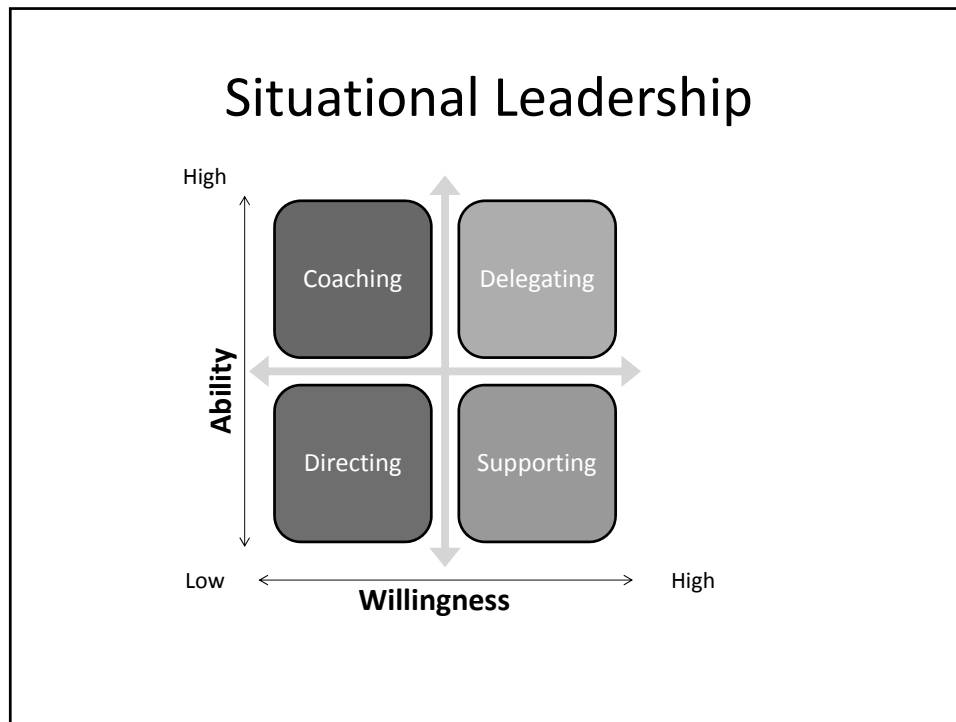 Situational Leadership
High
Coaching
Delegating
Ability
Directing
Supporting
Low
High
Willingness